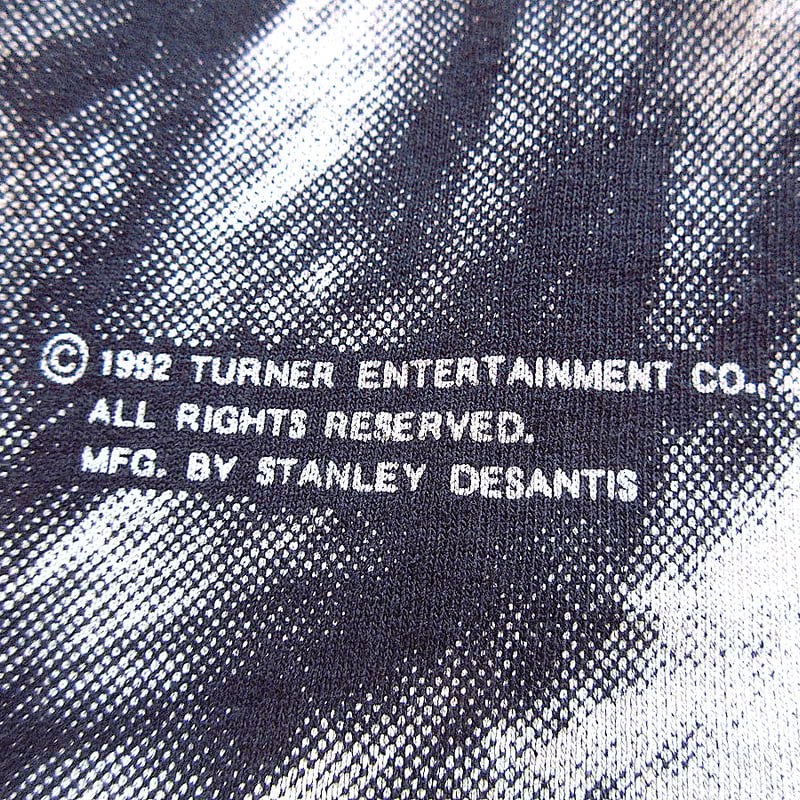 © 1992 TURNER ENTERTAINMENT CO.,
ALL RIGHTS RESERVED.
MFG. BY STANLEY DESANTIS